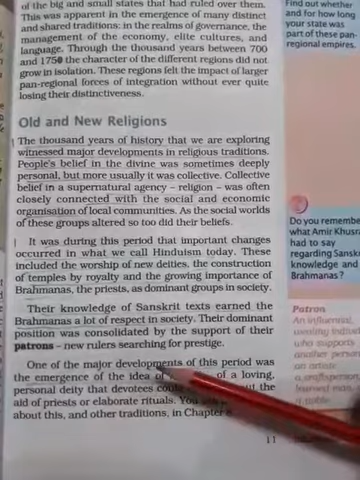 of the big and small states that had ruled over them.
This was apparent in the emergence of many distinct
and shared traditions: in the realms of governance, the
management of the economy, elite cultures, and
language. Through the thousand years between 700
and 1750 the character of the different regions did not
grow in isolation. These regions felt the impact of larger
pan-regional forces of integration without ever quite
losing their distinctiveness.
Old and New Religions
The thousand years of history that we are exploring
witnessed major developments in religious traditions.
People's belief in the divine was sometimes deeply
personal, but more usually it was collective. Collective
belief in a supernatural agency – religion – was often
closely connected with the social and economic
organisation of local communities. As the social worlds
of these groups altered so too did their beliefs.
It was during this period that important changes
occurred in what we call Hinduism today. These
included the worship of new deities, the construction
of temples by royalty and the growing importance of
Brahmanas, the priests, as dominant groups in society.
Their knowledge of Sanskrit texts earned the
Brahmanas a lot of respect in society. Their dominant
position was consolidated by the support of their
patrons – new rulers searching for prestige.
One of the major developments of this period was
the emergence of the idea of a loving,
personal deity that devotees could the
aid of priests or elaborate rituals. You
about this, and other traditions, in Chapter 8
11
Find out whether
and for how long
your state was
part of these pan-
regional empires.
Do you remember
what Amir Khusrau
had to say
regarding Sanskrit
knowledge and
Brahmanas?
Patron
An influential,
who supports
another person
an artist
a craftsperson
learned man,